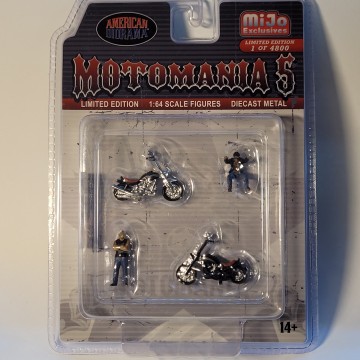 AMERICAN
DIORAMA
MiJo
Exclusives
LIMITED EDITION
1 OF 4800
MOTOMANIA 5
LIMITED EDITION 1:64 SCALE FIGURES DIECAST METAL
14+